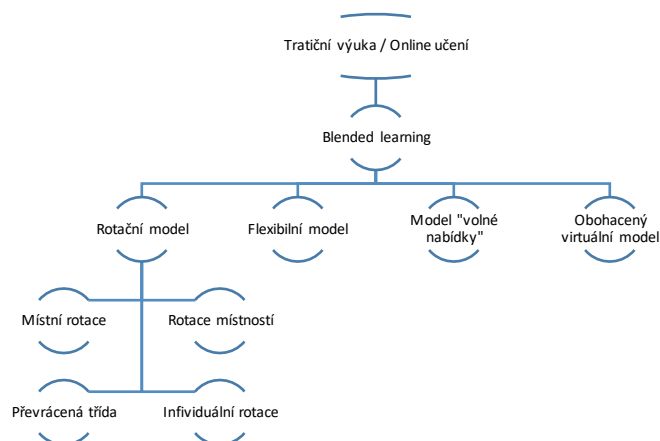 Tratiční výuka / Online učení
Blended learning
Rotační model
Flexibilní model
Model "volné
nabídky"
Obohacený
virtuální model
Místní rotace
Rotace místností
Převrácená třída
Infividuální rotace